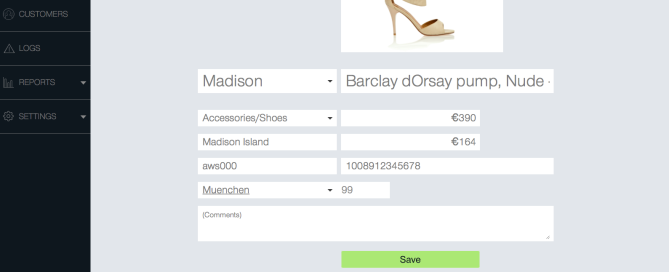 CUSTOMERS
LOGS
REPORTS
SETTINGS
Madison
Barclay dOrsay pump, Nude -
Accessories/Shoes
€390
Madison Island
€164
aws000
1008912345678
Muenchen
99
(Comments)
Save